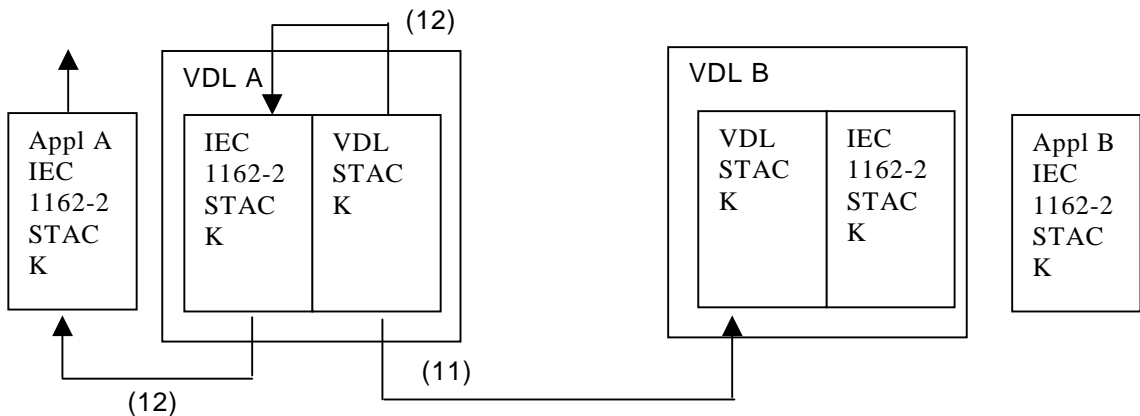 (12)
VDL A
VDL B
Appl A
IEC
1162-2
STAC
K
IEC
1162-2
STAC
K
VDL
STAC
K
VDL
STAC
K
IEC
1162-2
STAC
K
Appl B
IEC
1162-2
STAC
K
(11)
(12)